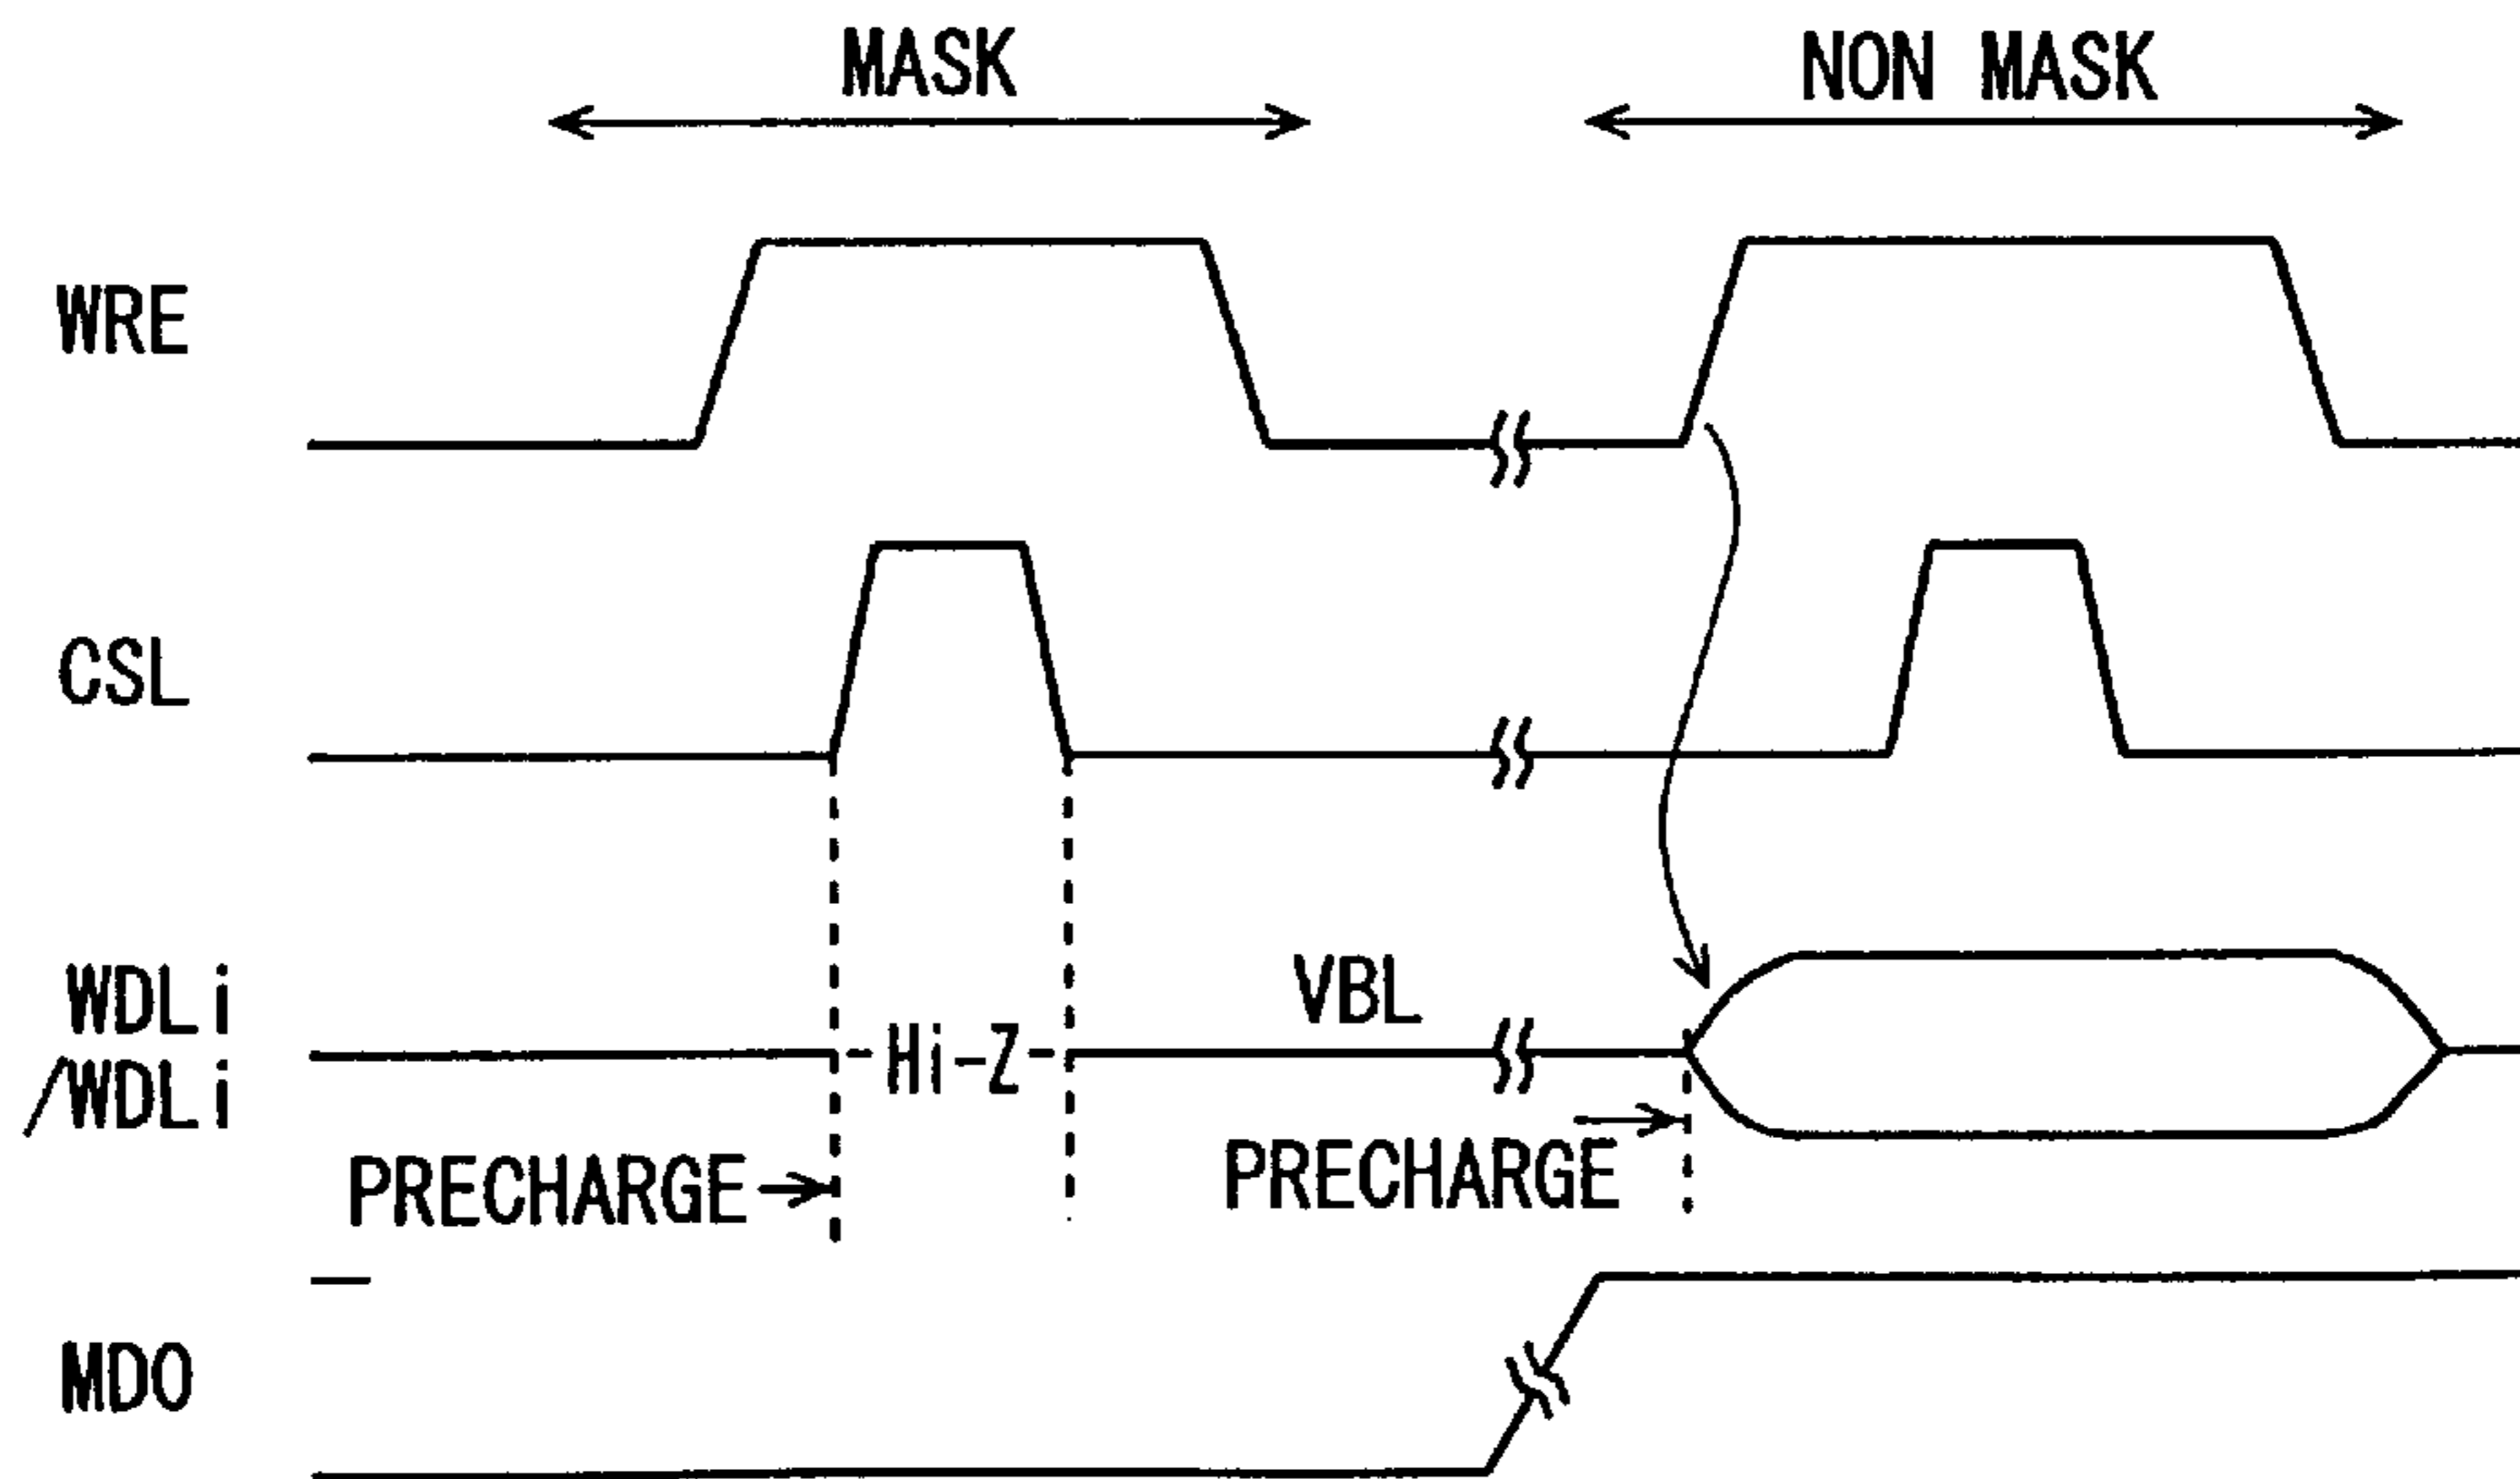 MASK
NON MASK
WRE
CSL
WDLi
/WDLi
VBL
Hi-Z
PRECHARGE
PRECHARGE
MDO